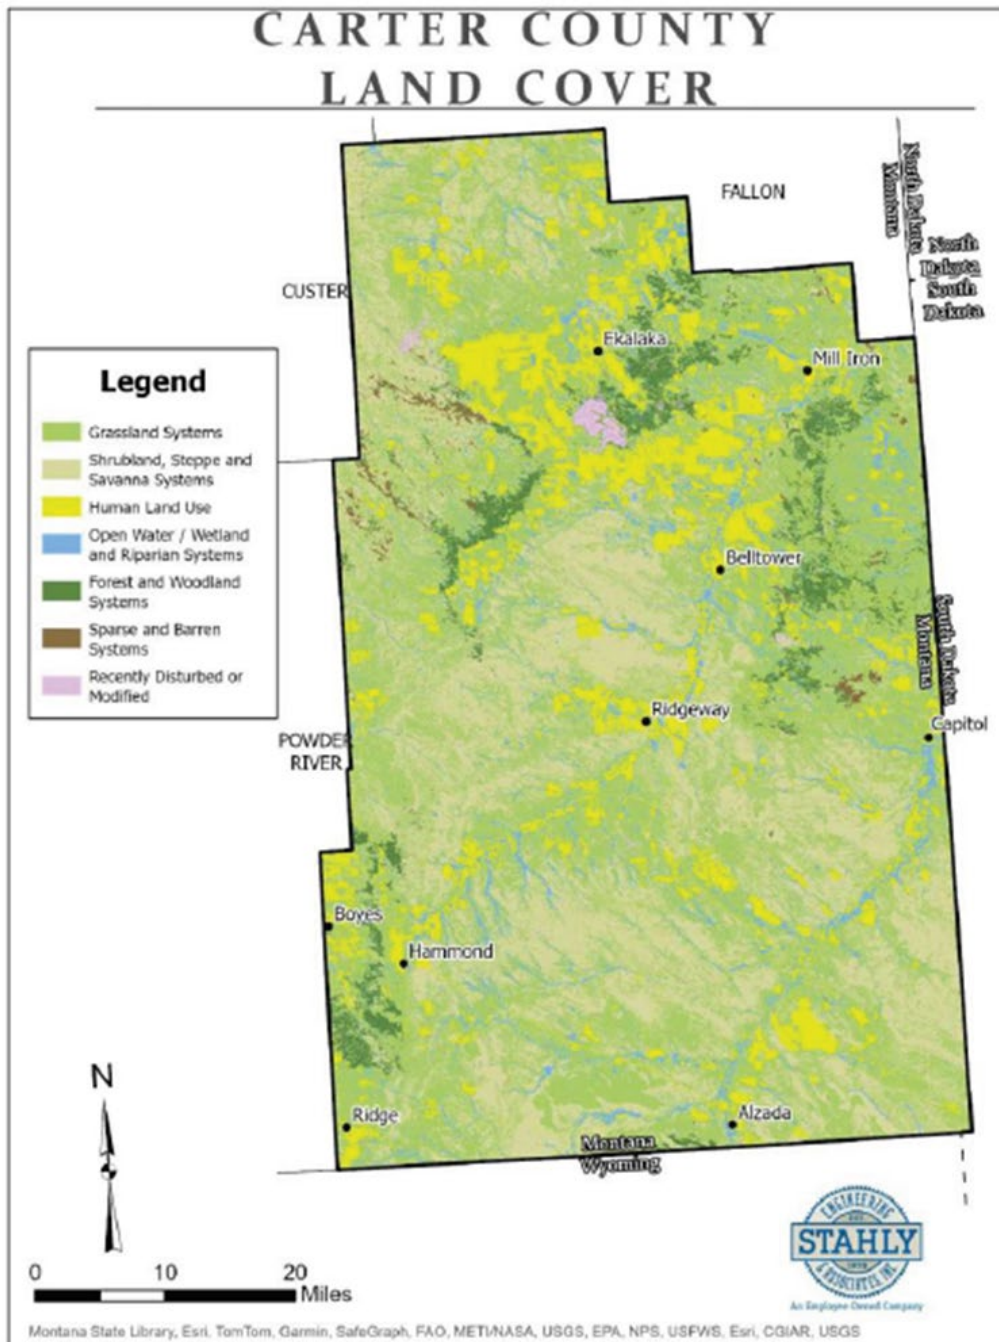 CARTER COUNTY
LAND COVER
FALLON
North Dakota
Montana
North
Dakota
South
Dakota
CUSTER
Ekalaka
Mill Iron
Legend
Grassland Systems
Shrubland, Steppe and
Savanna Systems
Human Land Use
Open Water / Wetland
and Riparian Systems
Forest and Woodland
Systems
Sparse and Barren
Systems
Recently Disturbed or
Modified
Belltower
South Dakota
Montana
Ridgeway
Capitol
POWDER
RIVER
Boyes
Hammond
N
Ridge
Alzada
Montana
Wyoming
ENGINEERING
STAHLY
& ASSOCIATES, INC.
An Employee Owned Company
0 10 20
Miles
Montana State Library, Esri, TomTom, Garmin, SafeGraph, FAO, METI/NASA, USGS, EPA, NPS, USFWS, Esri, CGIAR, USGS